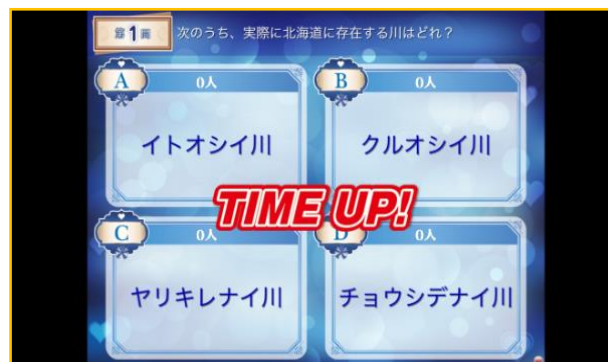 第1問 次のうち、実際に北海道に存在する川はどれ？
A 0人
イトオシイ川
B 0人
クルオシイ川
TIME UP!
C 0人
ヤリキレナイ川
D 0人
チョウシデナイ川